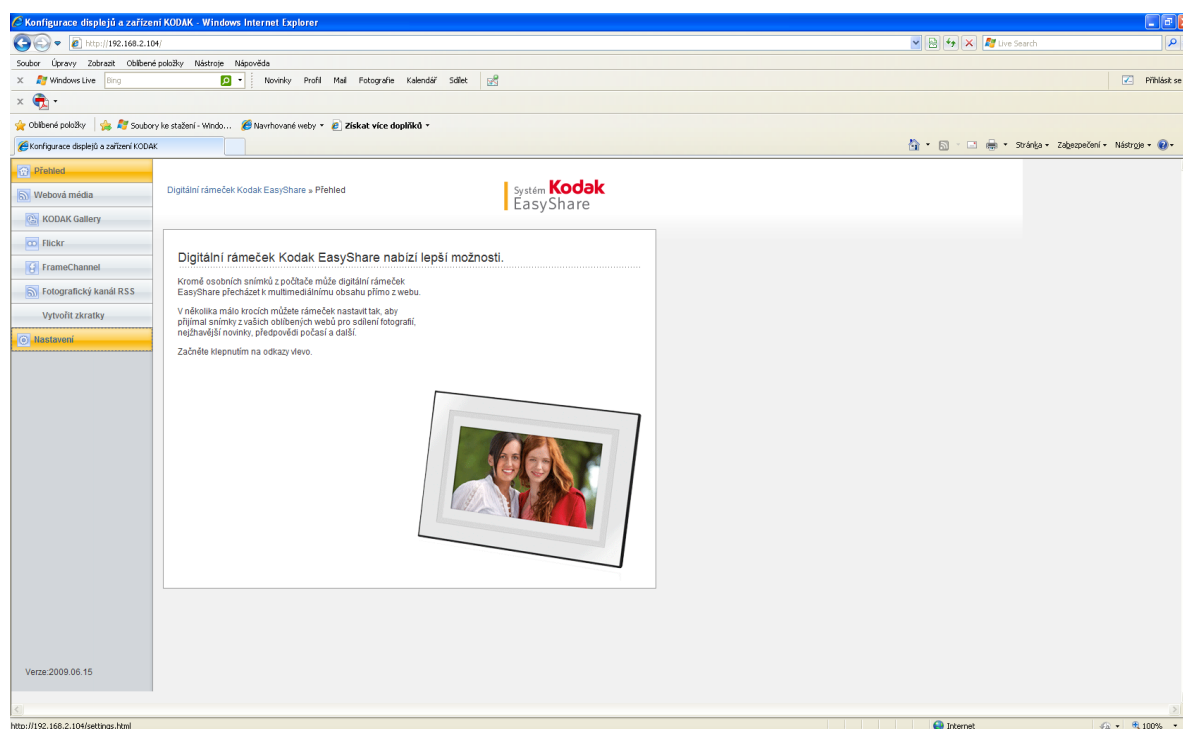 Konfigurace displejů a zařízení KODAK - Windows Internet Explorer
http://192.168.2.104/
Live Search
Soubor Úpravy Zobrazit Oblíbené položky Nástroje Nápověda
x Windows Live Bing Novinky Profil Mail Fotografie Kalendář Sdílet Přihlásit se
x
Oblíbené položky Soubory ke stažení - Windo... Navrhované weby Získat více doplňků
Konfigurace displejů a zařízení KODAK Stránka Zabezpečení Nástroje
Přehled
Webová média
KODAK Gallery
Flickr
FrameChannel
Fotografický kanál RSS
Vytvořit zkratky
Nastavení
Verze:2009.06.15
Digitální rámeček Kodak EasyShare » Přehled
Systém Kodak
EasyShare
Digitální rámeček Kodak EasyShare nabízí lepší možnosti.
Kromě osobních snímků z počítače může digitální rámeček
EasyShare přecházet k multimediálnímu obsahu přímo z webu.
V několika málo krocích můžete rámeček nastavit tak, aby
přijímal snímky z vašich oblíbených webů pro sdílení fotografií,
nejžhavější novinky, předpovědi počasí a další.
Začněte klepnutím na odkazy vlevo.
http://192.168.2.104/settings.html Internet 100%